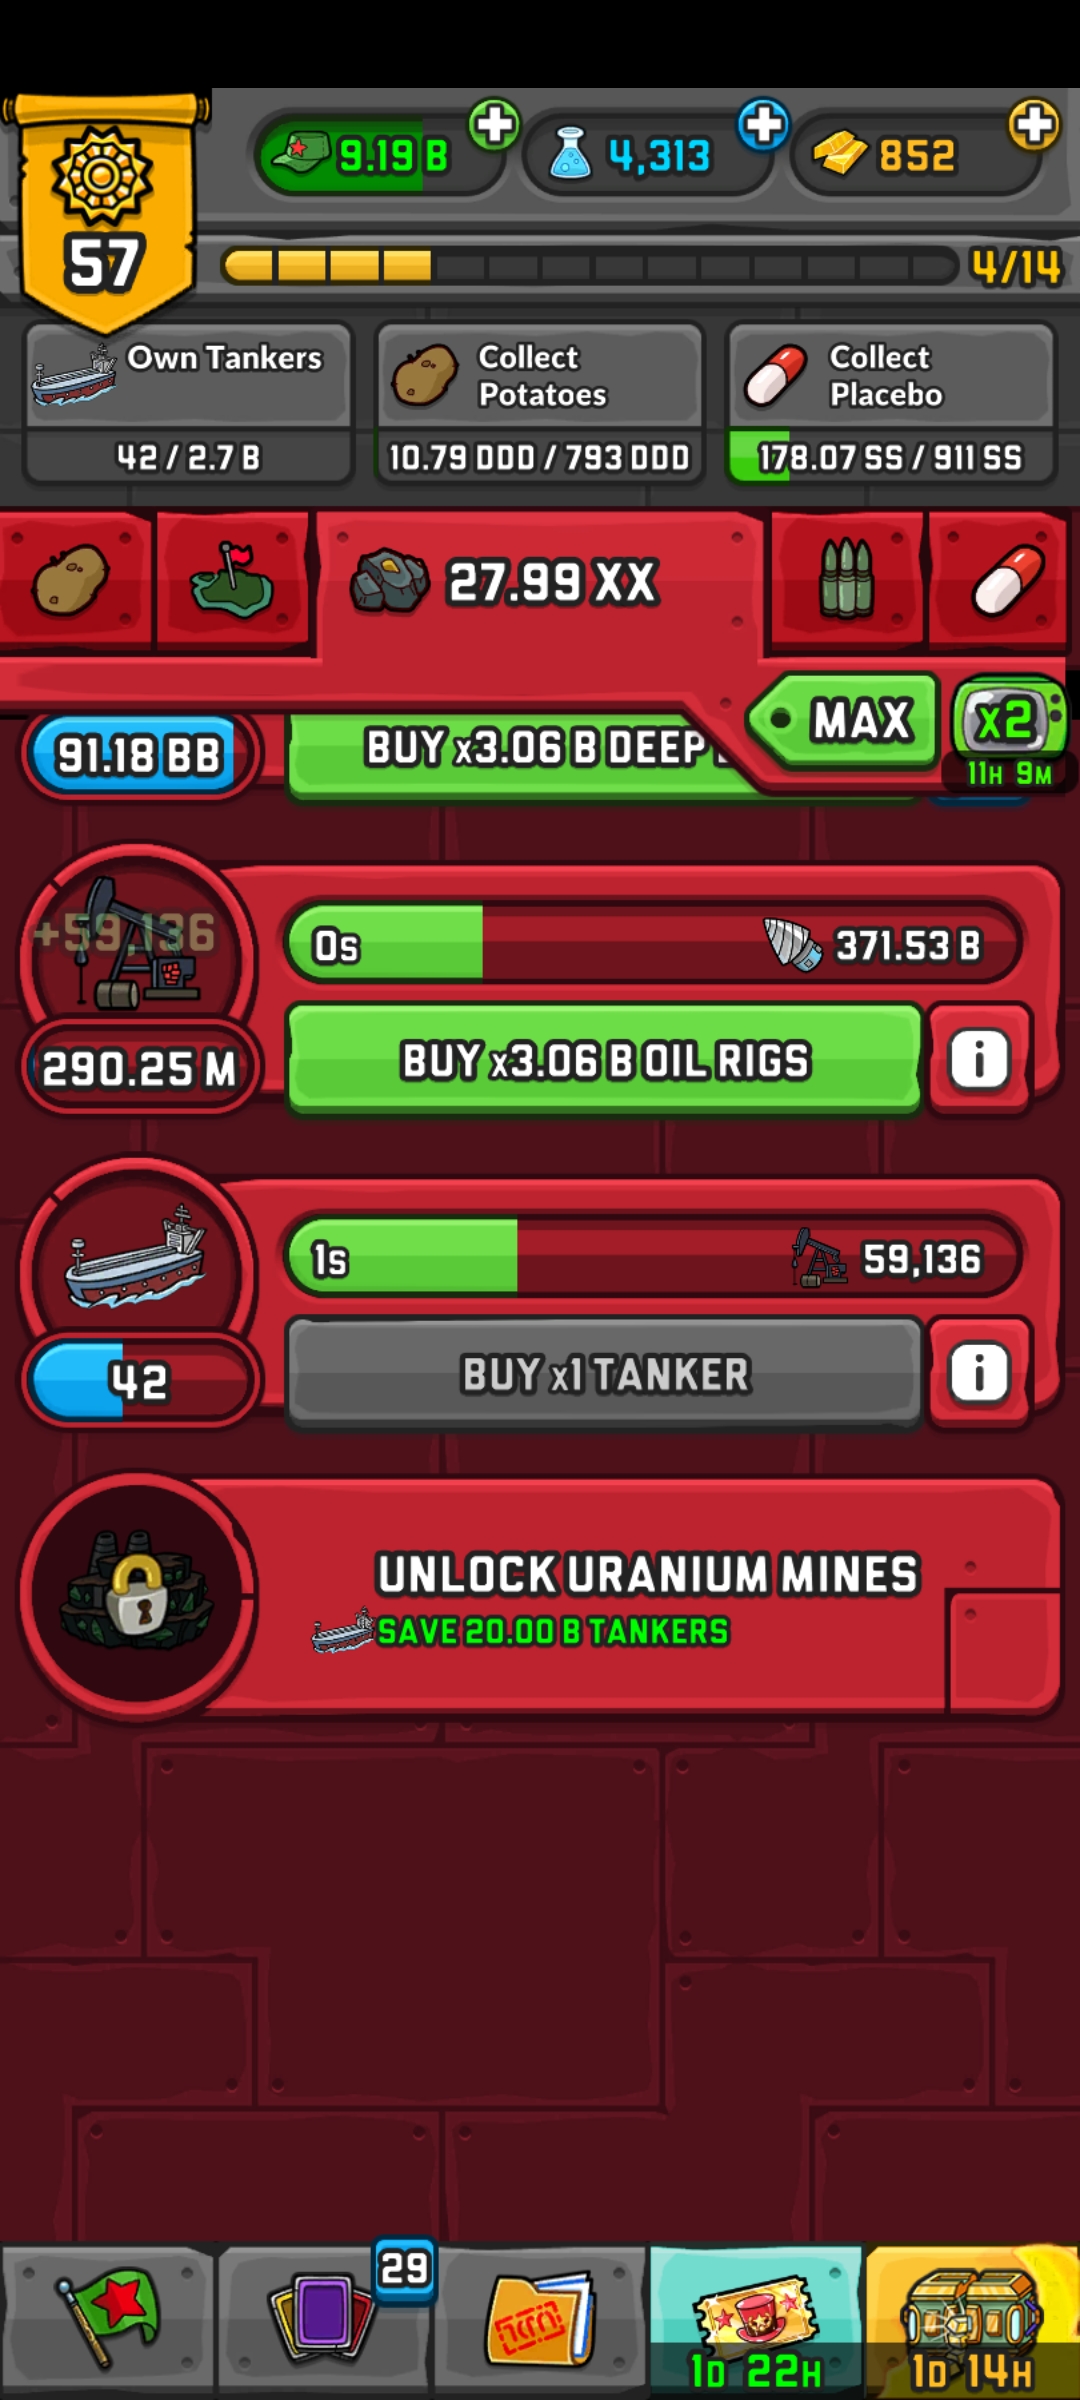 57
9.19 B
4,313
852
4/14
Own Tankers
42 / 2.7 B
Collect
Potatoes
10.79 DDD / 793 DDD
Collect
Placebo
178.07 SS / 911 SS
27.99 XX
MAX
x2
11H 9M
91.18 BB
BUY x3.06 B DEEP
+59,136
0s
371.53 B
290.25 M
BUY x3.06 B OIL RIGS
i
1s
59,136
42
BUY x1 TANKER
i
UNLOCK URANIUM MINES
SAVE 20.00 B TANKERS
29
1D 22H
1D 14H